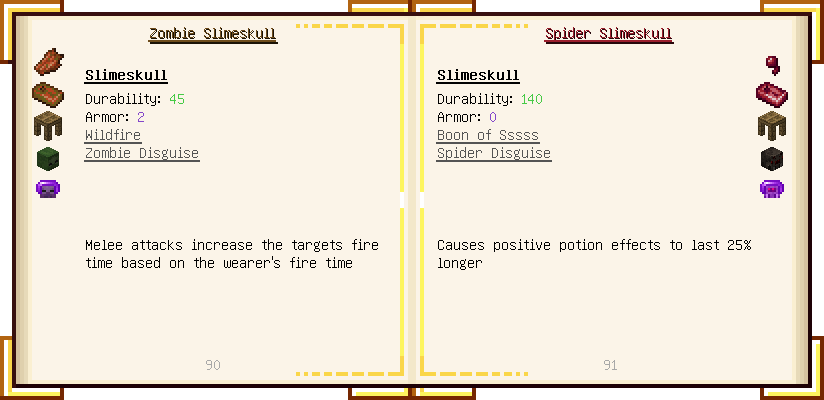 Zombie Slimeskull
Slimeskull
Durability: 45
Armor: 2
Wildfire
Zombie Disguise
Melee attacks increase the targets fire
time based on the wearer's fire time
90
Spider Slimeskull
Slimeskull
Durability: 140
Armor: 0
Boon of Sssss
Spider Disguise
Causes positive potion effects to last 25%
longer
91